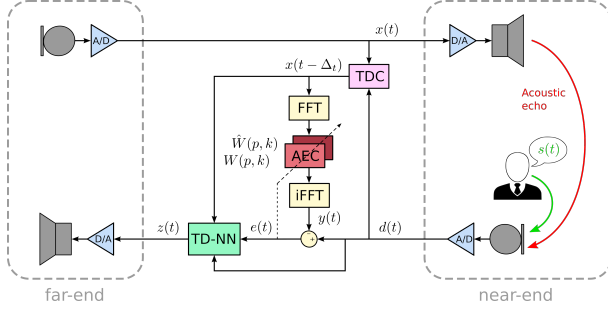 A/D
x(t)
D/A
x(t − Δt)
TDC
Acoustic
echo
FFT
Ŵ(p, k)
W(p, k)
AEC
s(t)
iFFT
y(t)
z(t)
e(t)
d(t)
D/A
TD-NN
+
−
A/D
far-end
near-end